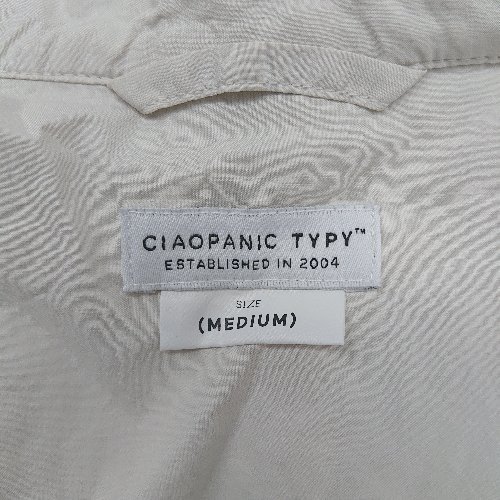 CIAOPANIC TYPY™
ESTABLISHED IN 2004
SIZE
(MEDIUM)